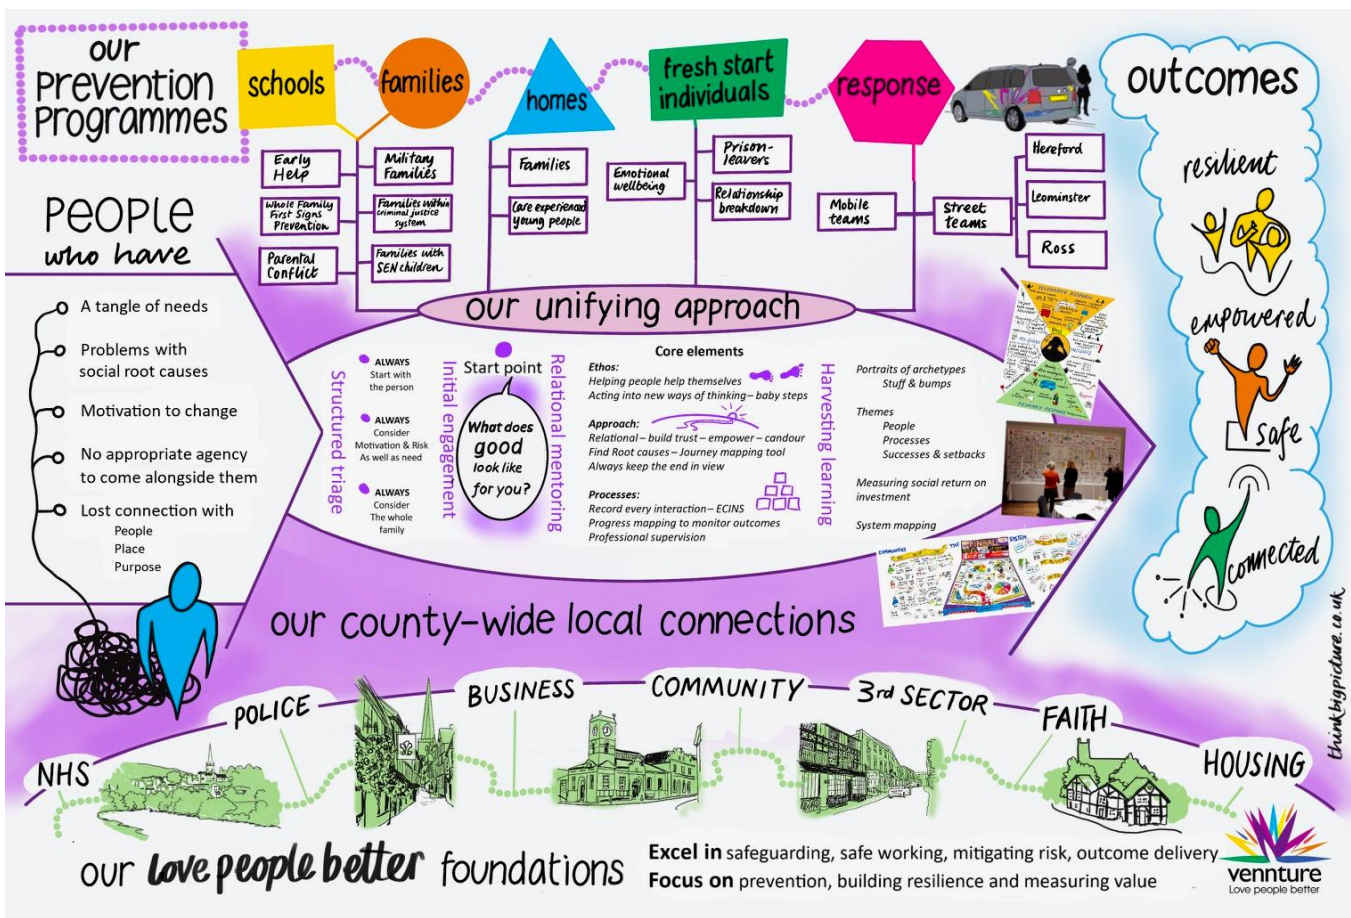 our
Prevention
Programmes
schools
families
homes
fresh start
individuals
response
outcomes
Early
Help
Whole Family
First Signs
Prevention
Parental
Conflict
Military
Families
Families within
criminal justice
system
Families with
SEN children
Families
Care experienced
young people
Emotional
wellbeing
Prison-
leavers
Relationship
breakdown
Mobile
teams
Street
teams
Hereford
Leominster
Ross
PEOPLE
who have
A tangle of needs
Problems with
social root causes
Motivation to change
No appropriate agency
to come alongside them
Lost connection with
People
Place
Purpose
our unifying approach
Structured triage
ALWAYS
Start with
the person
ALWAYS
Consider
Motivation & Risk
As well as need
ALWAYS
Consider
The whole
family
Initial engagement
Start point
What does
good
look like
for you?
Relational mentoring
Core elements
Ethos:
Helping people help themselves
Acting into new ways of thinking – baby steps
Approach:
Relational – build trust – empower – candour
Find Root causes – Journey mapping tool
Always keep the end in view
Processes:
Record every interaction – ECINS
Progress mapping to monitor outcomes
Professional supervision
Harvesting learning
Portraits of archetypes
Stuff & bumps
Themes
People
Processes
Successes & setbacks
Measuring social return on
investment
System mapping
COMMUNITIES
THE
PINBALL
SYSTEM
resilient
empowered
safe
connected
our county-wide local connections
NHS
POLICE
BUSINESS
COMMUNITY
3rd SECTOR
FAITH
HOUSING
thinkbigpicture.co.uk
our love people better foundations
Excel in safeguarding, safe working, mitigating risk, outcome delivery
Focus on prevention, building resilience and measuring value
vennture
Love people better